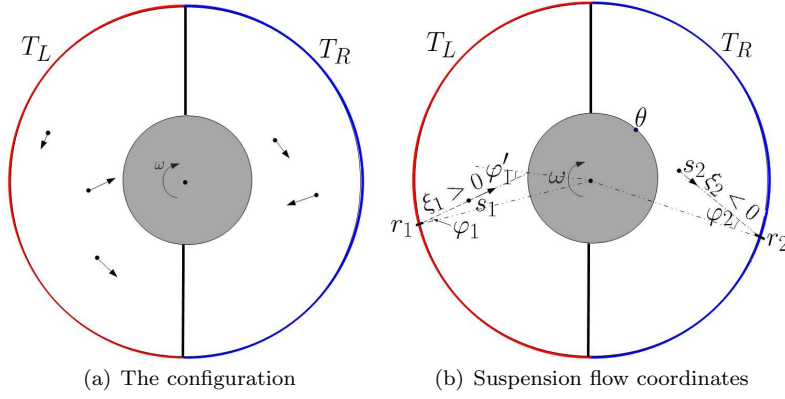 T_L
T_R
ω
(a) The configuration
T_L
T_R
θ
ω
φ'_1
ξ_1 > 0
s_1
r_1
φ_1
s_2
ξ_2 < 0
φ_2
r_2
(b) Suspension flow coordinates